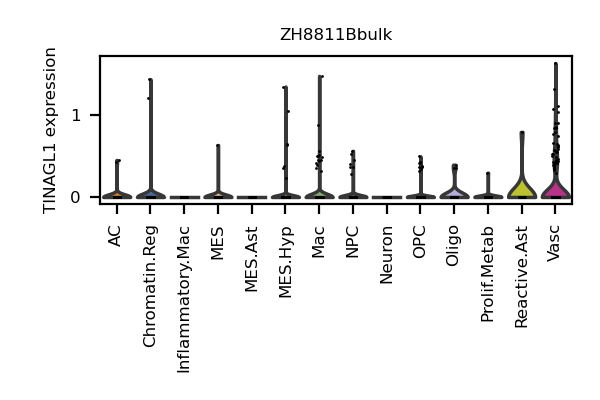 ZH8811Bbulk
TINAGL1 expression
1
0
AC
Chromatin.Reg
Inflammatory.Mac
MES
MES.Ast
MES.Hyp
Mac
NPC
Neuron
OPC
Oligo
Prolif.Metab
Reactive.Ast
Vasc